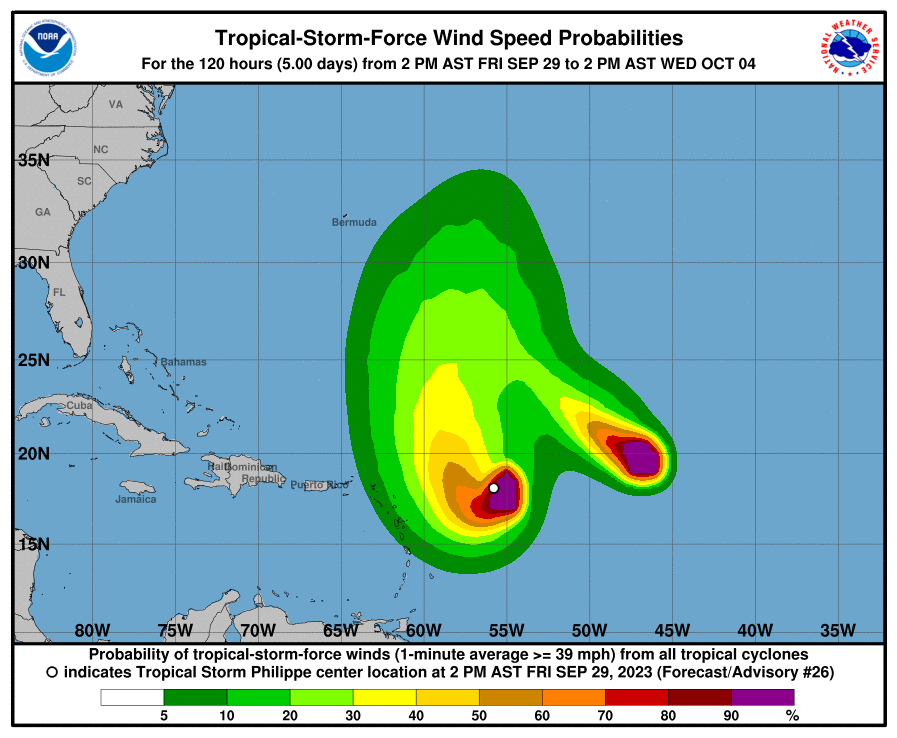 NOAA
NATIONAL WEATHER SERVICE
Tropical-Storm-Force Wind Speed Probabilities
For the 120 hours (5.00 days) from 2 PM AST FRI SEP 29 to 2 PM AST WED OCT 04
VA
NC
35N
SC
GA
Bermuda
30N
FL
25N
Bahamas
Cuba
20N
Haiti
Dominican
Republic
Puerto Rico
Jamaica
15N
80W 75W 70W 65W 60W 55W 50W 45W 40W 35W
Probability of tropical-storm-force winds (1-minute average >= 39 mph) from all tropical cyclones
indicates Tropical Storm Philippe center location at 2 PM AST FRI SEP 29, 2023 (Forecast/Advisory #26)
5 10 20 30 40 50 60 70 80 90 %